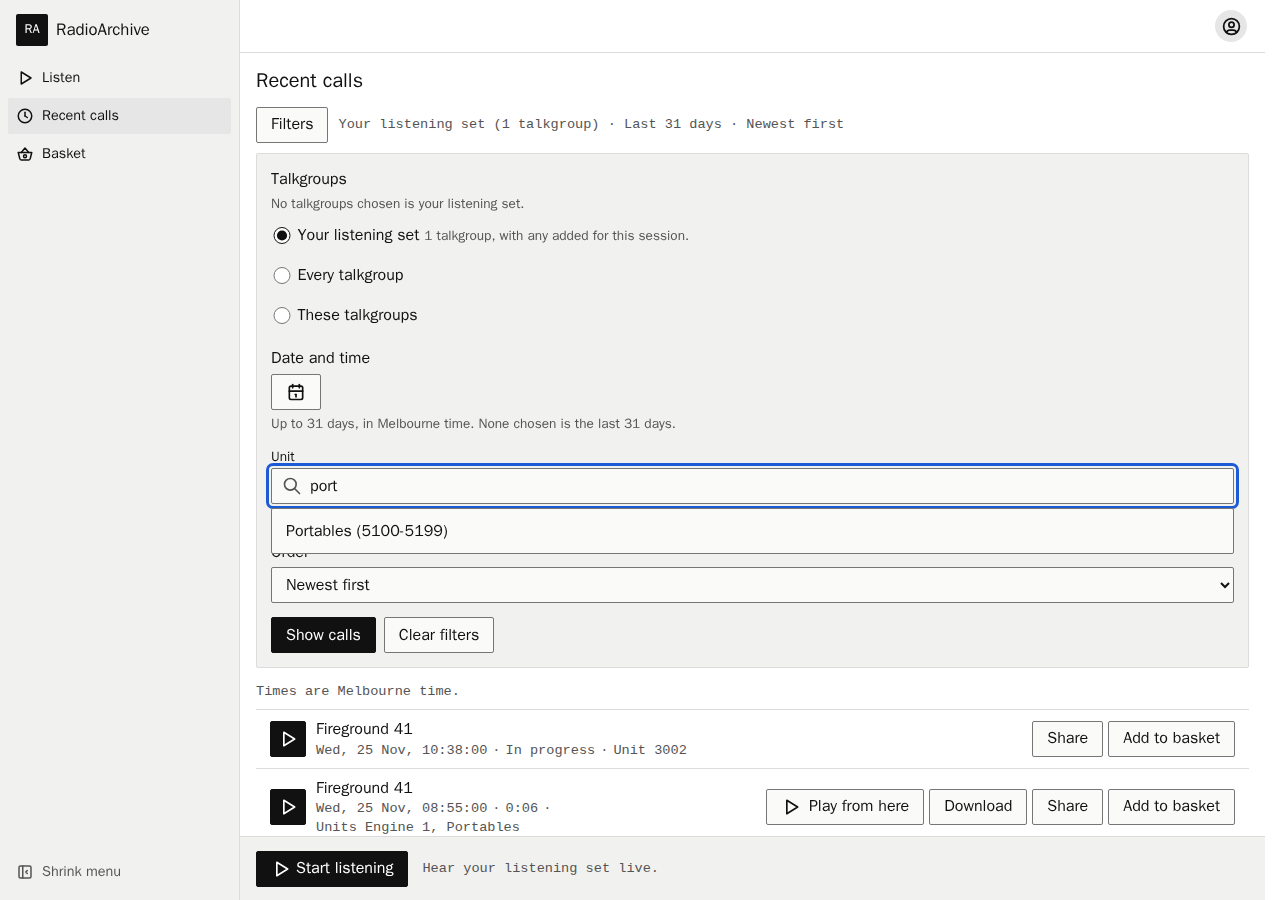 RA RadioArchive
Listen
Recent calls
Basket
Shrink menu
Recent calls
Filters Your listening set (1 talkgroup) · Last 31 days · Newest first
Talkgroups
No talkgroups chosen is your listening set.
Your listening set 1 talkgroup, with any added for this session.
Every talkgroup
These talkgroups
Date and time
Up to 31 days, in Melbourne time. None chosen is the last 31 days.
Unit
port
Portables (5100-5199)
Order
Newest first
Show calls Clear filters
Times are Melbourne time.
Fireground 41
Wed, 25 Nov, 10:38:00 · In progress · Unit 3002
Share Add to basket
Fireground 41
Wed, 25 Nov, 08:55:00 · 0:06 ·
Units Engine 1, Portables
Play from here Download Share Add to basket
Start listening Hear your listening set live.